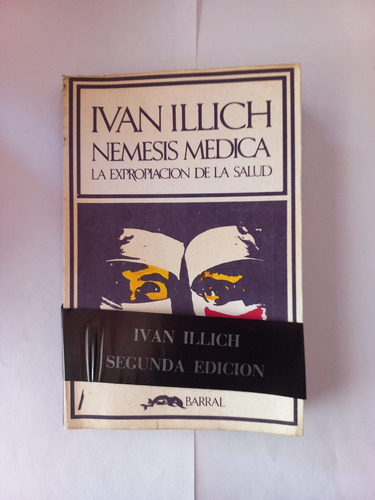 IVAN ILLICH
NEMESIS MEDICA
LA EXPROPIACION DE LA SALUD
IVAN ILLICH
SEGUNDA EDICION
BARRAL